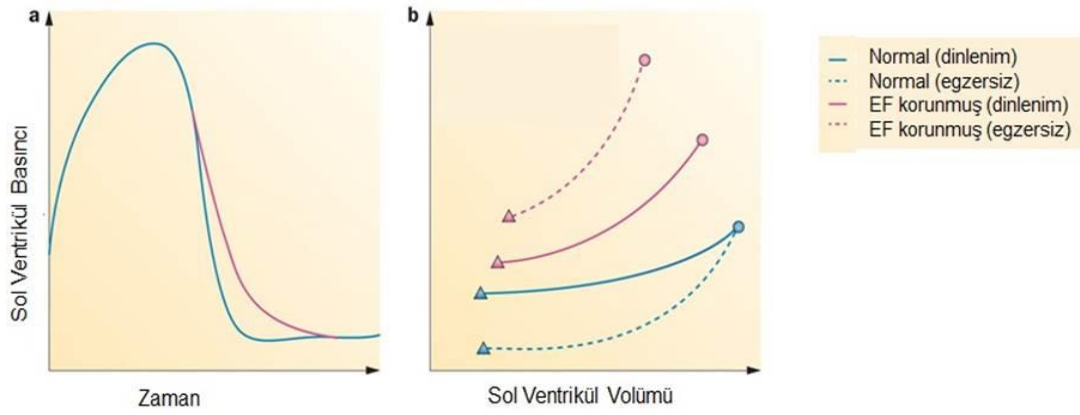 a
b
Normal (dinlenim)
Normal (egzersiz)
EF korunmuş (dinlenim)
EF korunmuş (egzersiz)
Sol Ventrikül Basıncı
Zaman
Sol Ventrikül Volümü